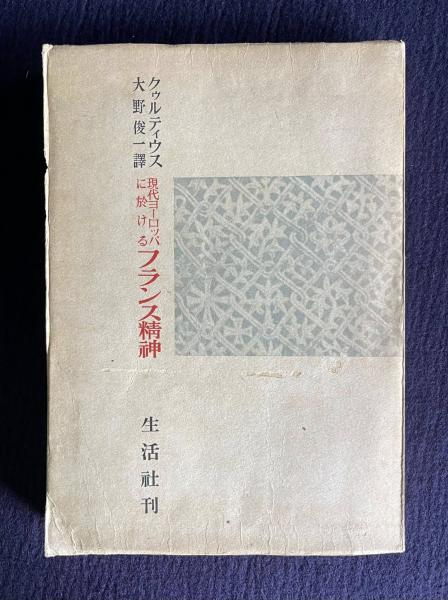 クゥルティウス
大野俊一譯
現代ヨーロッパ
に於ける
フランス精神
生活社刊